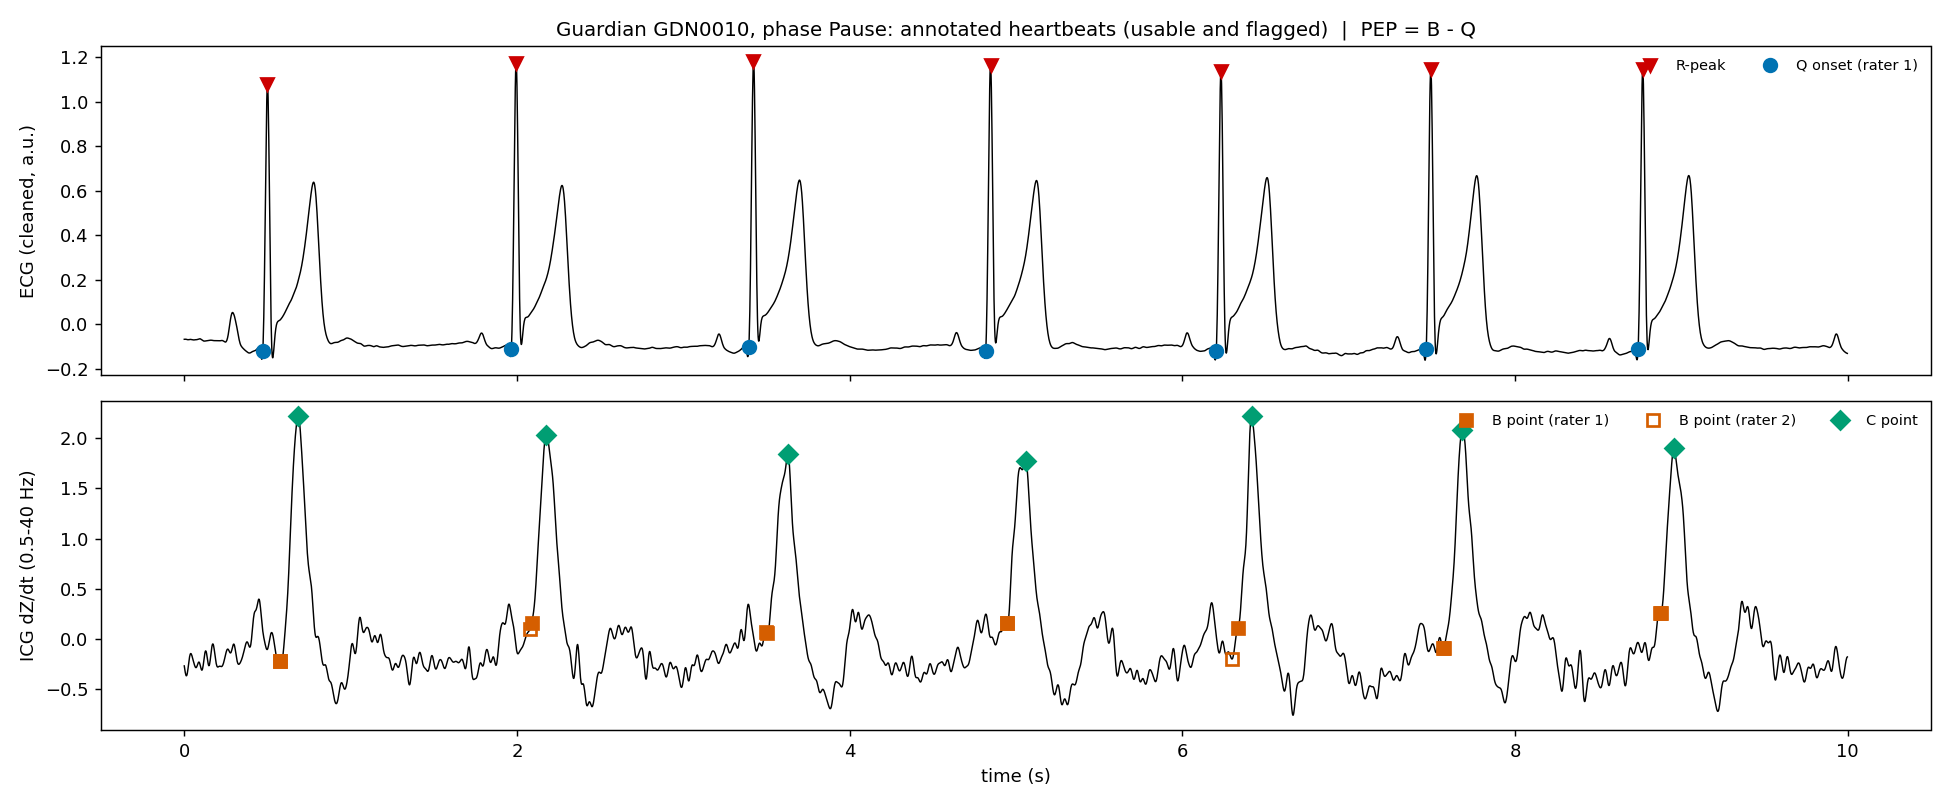 Guardian GDN0010, phase Pause: annotated heartbeats (usable and flagged)  |  PEP = B - Q
ECG (cleaned, a.u.)
1.2
1.0
0.8
0.6
0.4
0.2
0.0
−0.2
R-peak
Q onset (rater 1)
ICG dZ/dt (0.5-40 Hz)
2.0
1.5
1.0
0.5
0.0
−0.5
B point (rater 1)
B point (rater 2)
C point
0
2
4
6
8
10
time (s)